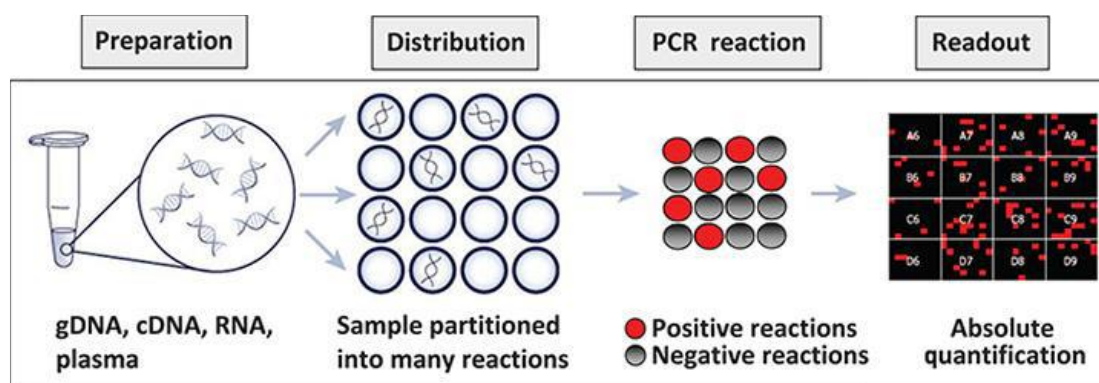 Preparation
Distribution
PCR reaction
Readout
A6 A7 A8 A9
B6 B7 B8 B9
C6 C7 C8 C9
D6 D7 D8 D9
gDNA, cDNA, RNA,
plasma
Sample partitioned
into many reactions
Positive reactions
Negative reactions
Absolute
quantification